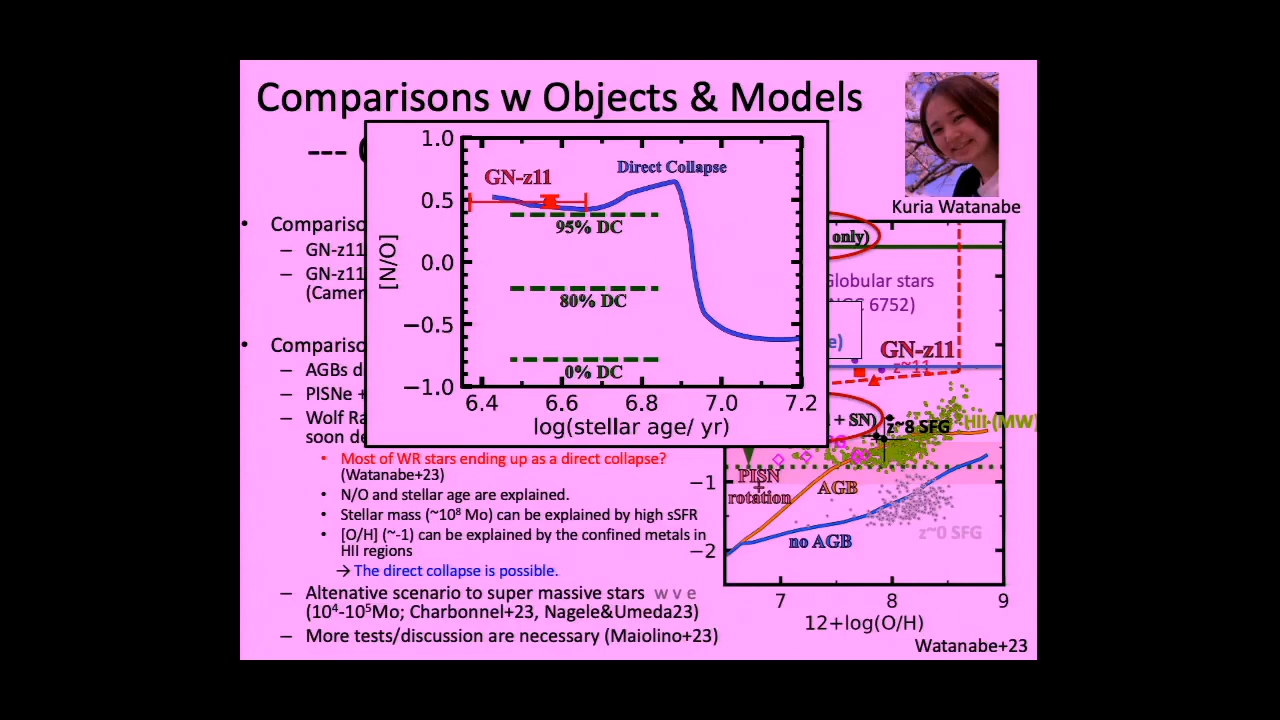 Comparisons w Objects & Models
---
Kuria Watanabe
• Comparis
– GN-z11
– GN-z11
(Camer
• Comparis
– AGBs d
– PISNe +
– Wolf Ra
soon de
• Most of WR stars ending up as a direct collapse?
(Watanabe+23)
• N/O and stellar age are explained.
• Stellar mass (~10⁸ Mo) can be explained by high sSFR
• [O/H] (~-1) can be explained by the confined metals in
HII regions
→ The direct collapse is possible.
– Altenative scenario to super massive stars w v e
(10⁴-10⁵Mo; Charbonnel+23, Nagele&Umeda23)
– More tests/discussion are necessary (Maiolino+23)
1.0
0.5
0.0
−0.5
−1.0
[N/O]
GN-z11
Direct Collapse
95% DC
80% DC
0% DC
6.4 6.6 6.8 7.0 7.2
log(stellar age/ yr)
only)
Globular stars
6752)
e)
GN-z11
z~11
+ SN)
z~8 SFG
HII (MW)
−1
PISN
+
rotation
AGB
no AGB
z~0 SFG
−2
7 8 9
12+log(O/H)
Watanabe+23